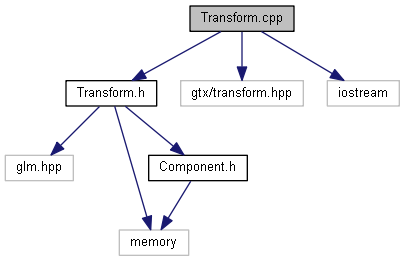 Transform.cpp
Transform.h
gtx/transform.hpp
iostream
glm.hpp
Component.h
memory